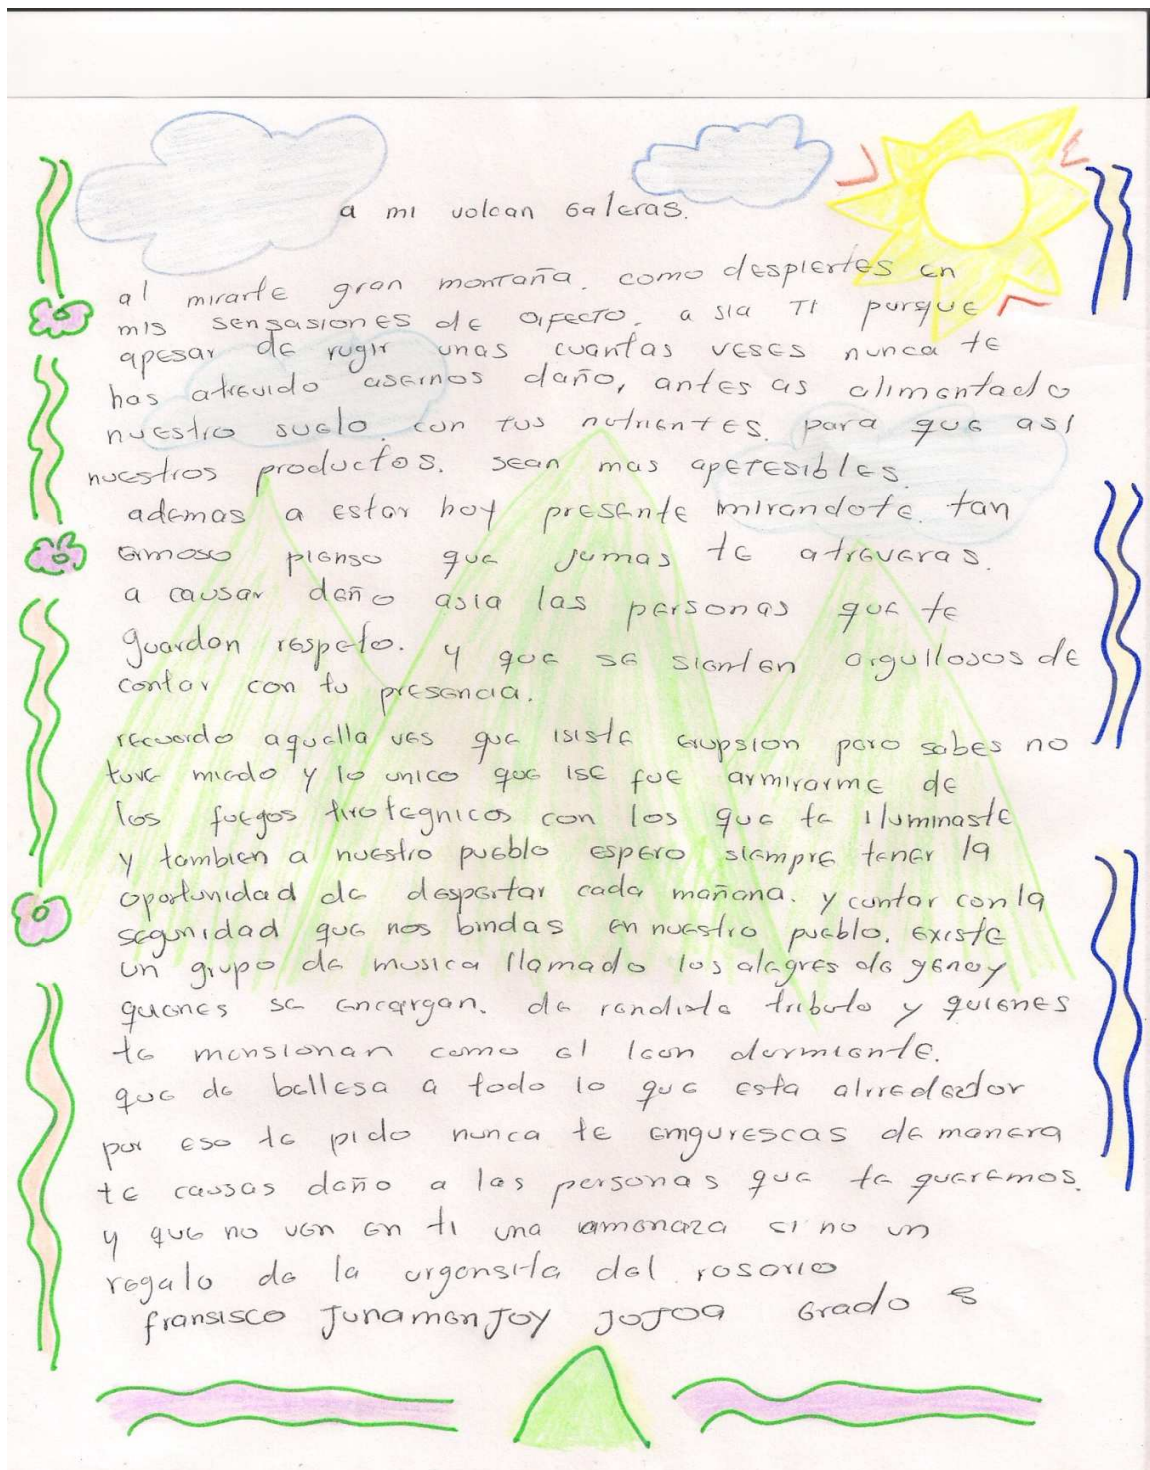 a mi volcan Galeras.
al mirarte gran montaña. como despiertes en
mis sensasiones de afecto. a sia ti purque
apesar de rugir unas cuantas veses nunca te
has atrevido asernos daño, antes as alimentado
nuestro suelo. con tus nutrientes. para que así
nuestros productos. sean mas apetesibles.
ademas a estar hoy presente mirandote. tan
ermoso pienso que jamas te atreveras.
a causar daño asia las personas que te
guardan respeto. y que se sienten orgullosos de
contar con tu presencia.
recuerdo aquella ves que isiste erupsion pero sabes no
tuve miedo y lo unico que ise fue armirarme de
los fuegos tirotegnicos con los que te iluminaste
y tambien a nuestro pueblo espero siempre tener la
oportunidad de despertar cada mañana. y contar con la
seguridad que nos bindas en nuestro pueblo. existe
un grupo de musica llamado los alegres de genoy
quienes se encargan. de rendirte tributo y quienes
te mensionan como el leon durmiente.
que da bellesa a todo lo que esta alrrededor
por eso te pido nunca te emgurescas de manera
te causas daño a las personas que te queremos.
y que no ven en ti una amenaza si no un
regalo de la virgensita del rosario
fransisco Junamenjoy JoJoa Grado 8